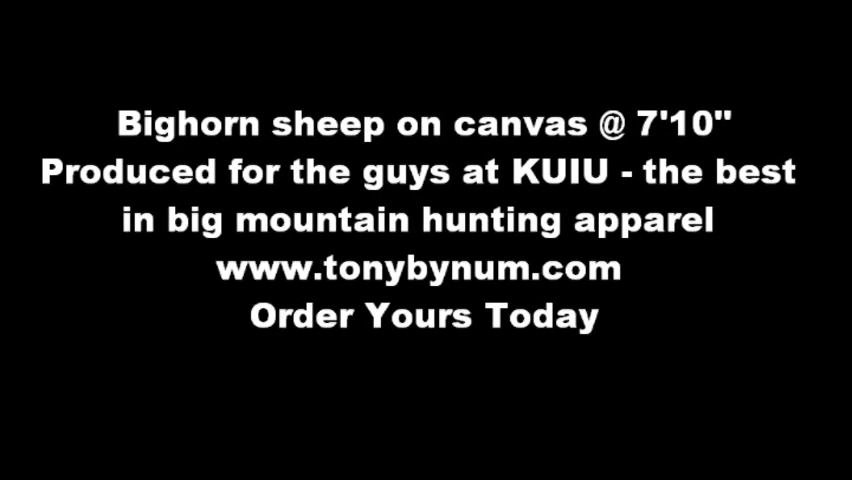 Bighorn sheep on canvas @ 7'10"
Produced for the guys at KUIU - the best
in big mountain hunting apparel
www.tonybynum.com
Order Yours Today